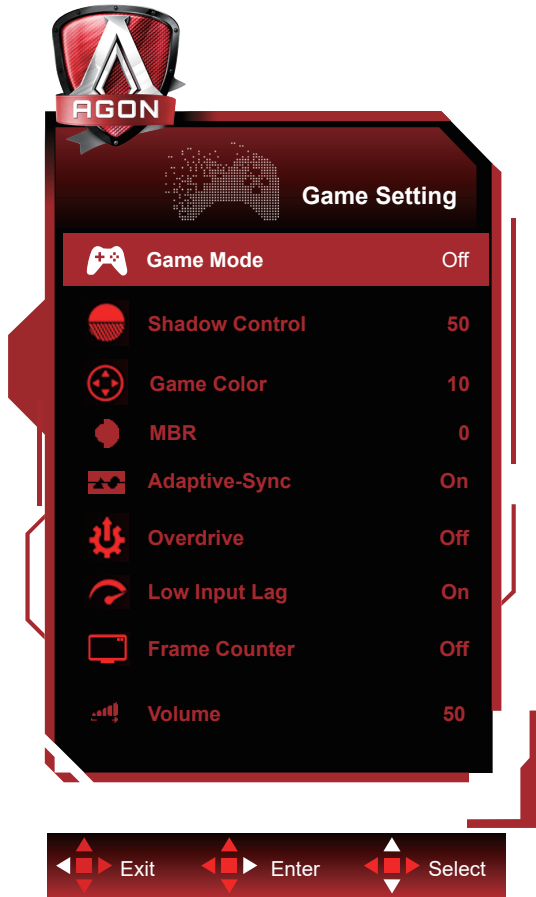 AGON
Game Setting
Game Mode Off
Shadow Control 50
Game Color 10
MBR 0
Adaptive-Sync On
Overdrive Off
Low Input Lag On
Frame Counter Off
Volume 50
Exit Enter Select